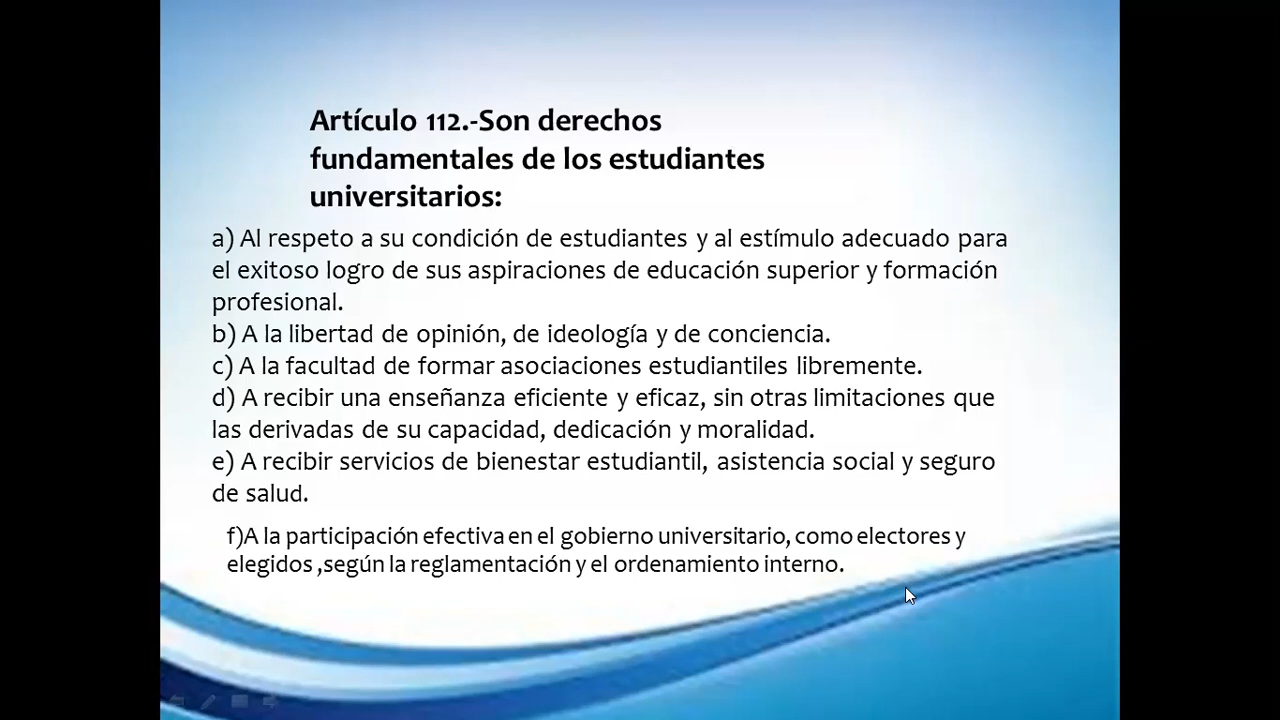 Artículo 112.-Son derechos
fundamentales de los estudiantes
universitarios:
a) Al respeto a su condición de estudiantes y al estímulo adecuado para
el exitoso logro de sus aspiraciones de educación superior y formación
profesional.
b) A la libertad de opinión, de ideología y de conciencia.
c) A la facultad de formar asociaciones estudiantiles libremente.
d) A recibir una enseñanza eficiente y eficaz, sin otras limitaciones que
las derivadas de su capacidad, dedicación y moralidad.
e) A recibir servicios de bienestar estudiantil, asistencia social y seguro
de salud.
f)A la participación efectiva en el gobierno universitario, como electores y
elegidos ,según la reglamentación y el ordenamiento interno.